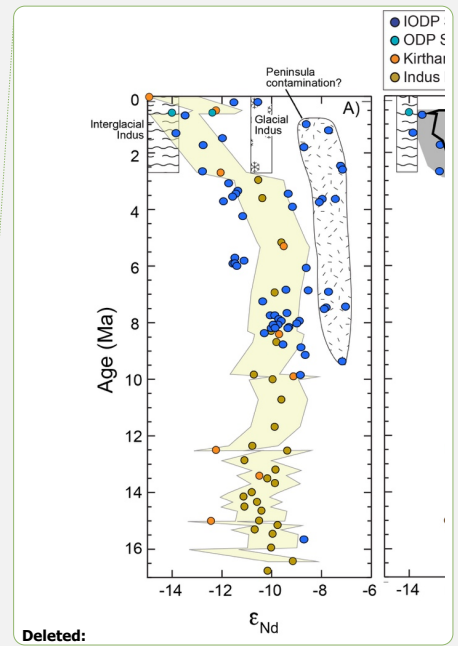 IODP
ODP S
Kirthar
Indus
Peninsula
contamination?
A)
Interglacial
Indus
Glacial
Indus
0
2
4
6
8
10
12
14
16
Age (Ma)
-14 -12 -10 -8 -6
-14
εNd
Deleted: